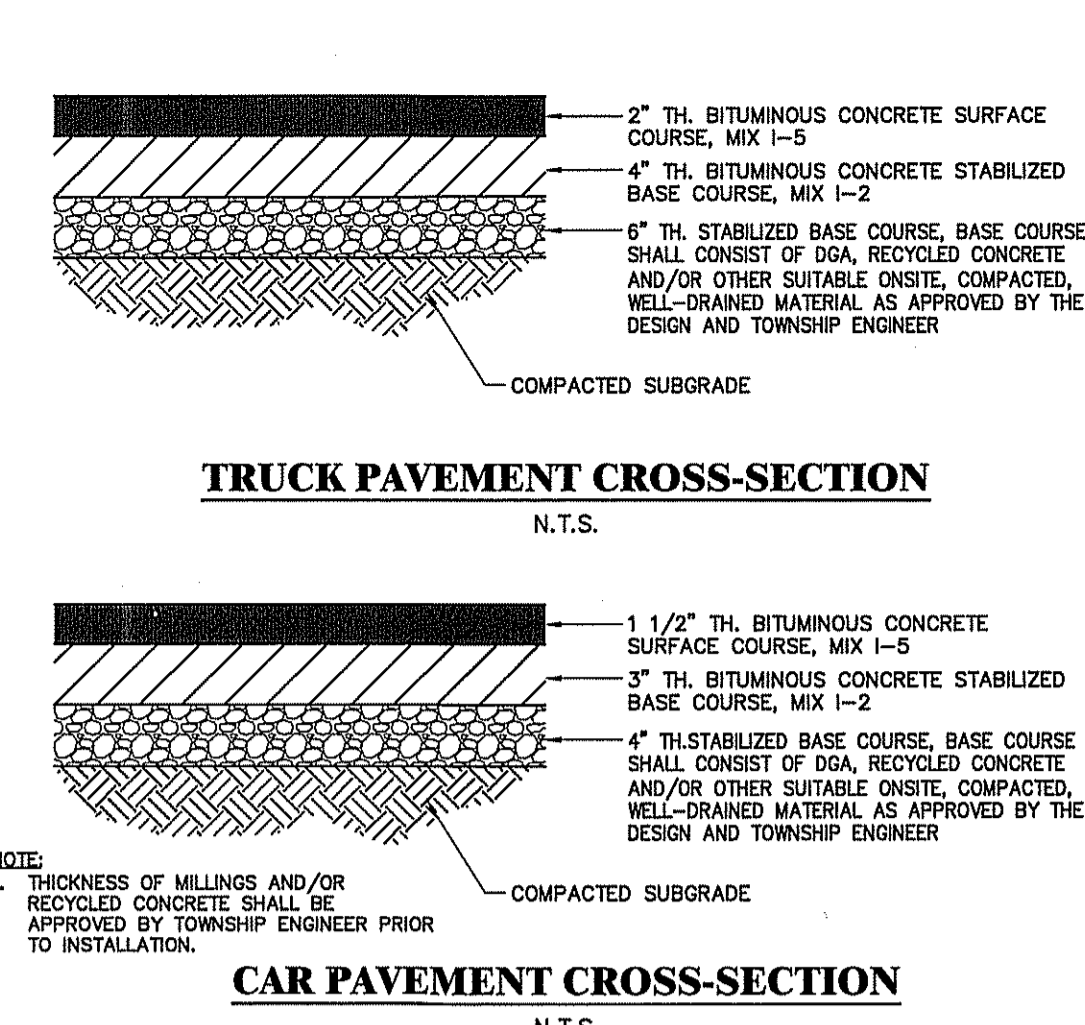 2" TH. BITUMINOUS CONCRETE SURFACE
COURSE, MIX I-5
4" TH. BITUMINOUS CONCRETE STABILIZED
BASE COURSE, MIX I-2
6" TH. STABILIZED BASE COURSE, BASE COURSE
SHALL CONSIST OF DGA, RECYCLED CONCRETE
AND/OR OTHER SUITABLE ONSITE, COMPACTED,
WELL-DRAINED MATERIAL AS APPROVED BY THE
DESIGN AND TOWNSHIP ENGINEER
COMPACTED SUBGRADE
TRUCK PAVEMENT CROSS-SECTION
N.T.S.
1 1/2" TH. BITUMINOUS CONCRETE
SURFACE COURSE, MIX I-5
3" TH. BITUMINOUS CONCRETE STABILIZED
BASE COURSE, MIX I-2
4" TH.STABILIZED BASE COURSE, BASE COURSE
SHALL CONSIST OF DGA, RECYCLED CONCRETE
AND/OR OTHER SUITABLE ONSITE, COMPACTED,
WELL-DRAINED MATERIAL AS APPROVED BY THE
DESIGN AND TOWNSHIP ENGINEER
COMPACTED SUBGRADE
NOTE:
. THICKNESS OF MILLINGS AND/OR
RECYCLED CONCRETE SHALL BE
APPROVED BY TOWNSHIP ENGINEER PRIOR
TO INSTALLATION.
CAR PAVEMENT CROSS-SECTION
N.T.S.